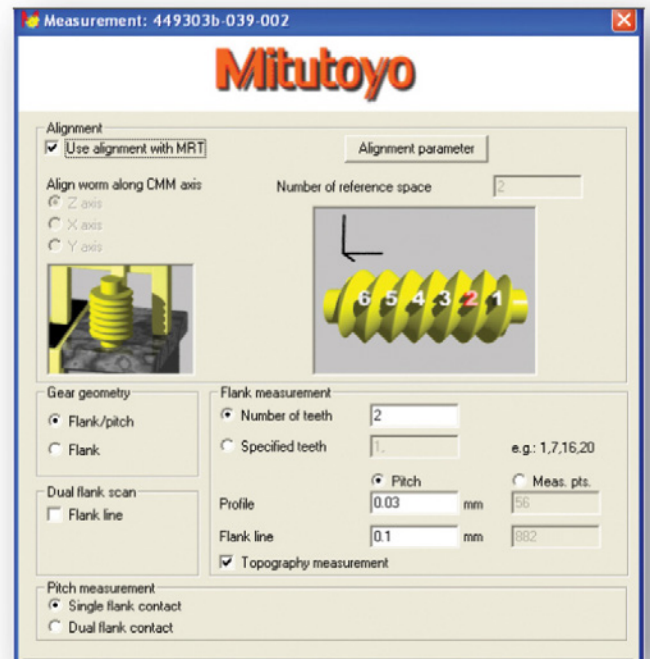 Measurement: 449303b-039-002
Mitutoyo
Alignment
Use alignment with MRT
Alignment parameter
Align worm along CMM axis
Number of reference space
2
Z axis
X axis
Y axis
6 5 4 3 2 1
Gear geometry
Flank/pitch
Flank
Flank measurement
Number of teeth
2
Specified teeth
1,
e.g.: 1,7,16,20
Pitch
Meas. pts.
Profile
0.03
mm
56
Flank line
0.1
mm
882
Topography measurement
Dual flank scan
Flank line
Pitch measurement
Single flank contact
Dual flank contact